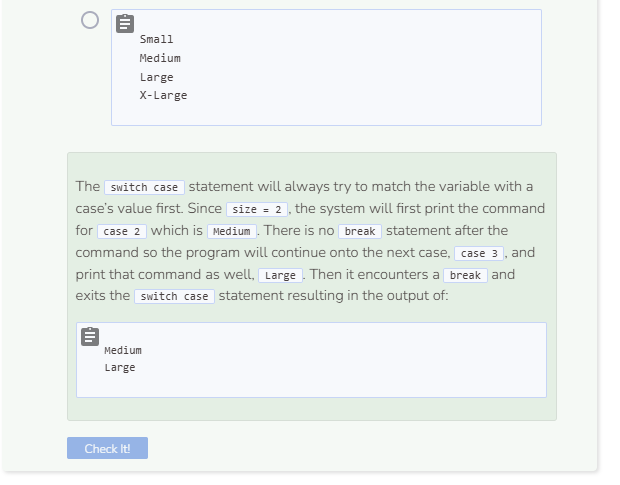 Small
Medium
Large
X-Large
The switch case statement will always try to match the variable with a
case's value first. Since size = 2 , the system will first print the command
for case 2 which is Medium . There is no break statement after the
command so the program will continue onto the next case, case 3 , and
print that command as well, Large . Then it encounters a break and
exits the switch case statement resulting in the output of:
Medium
Large
Check It!